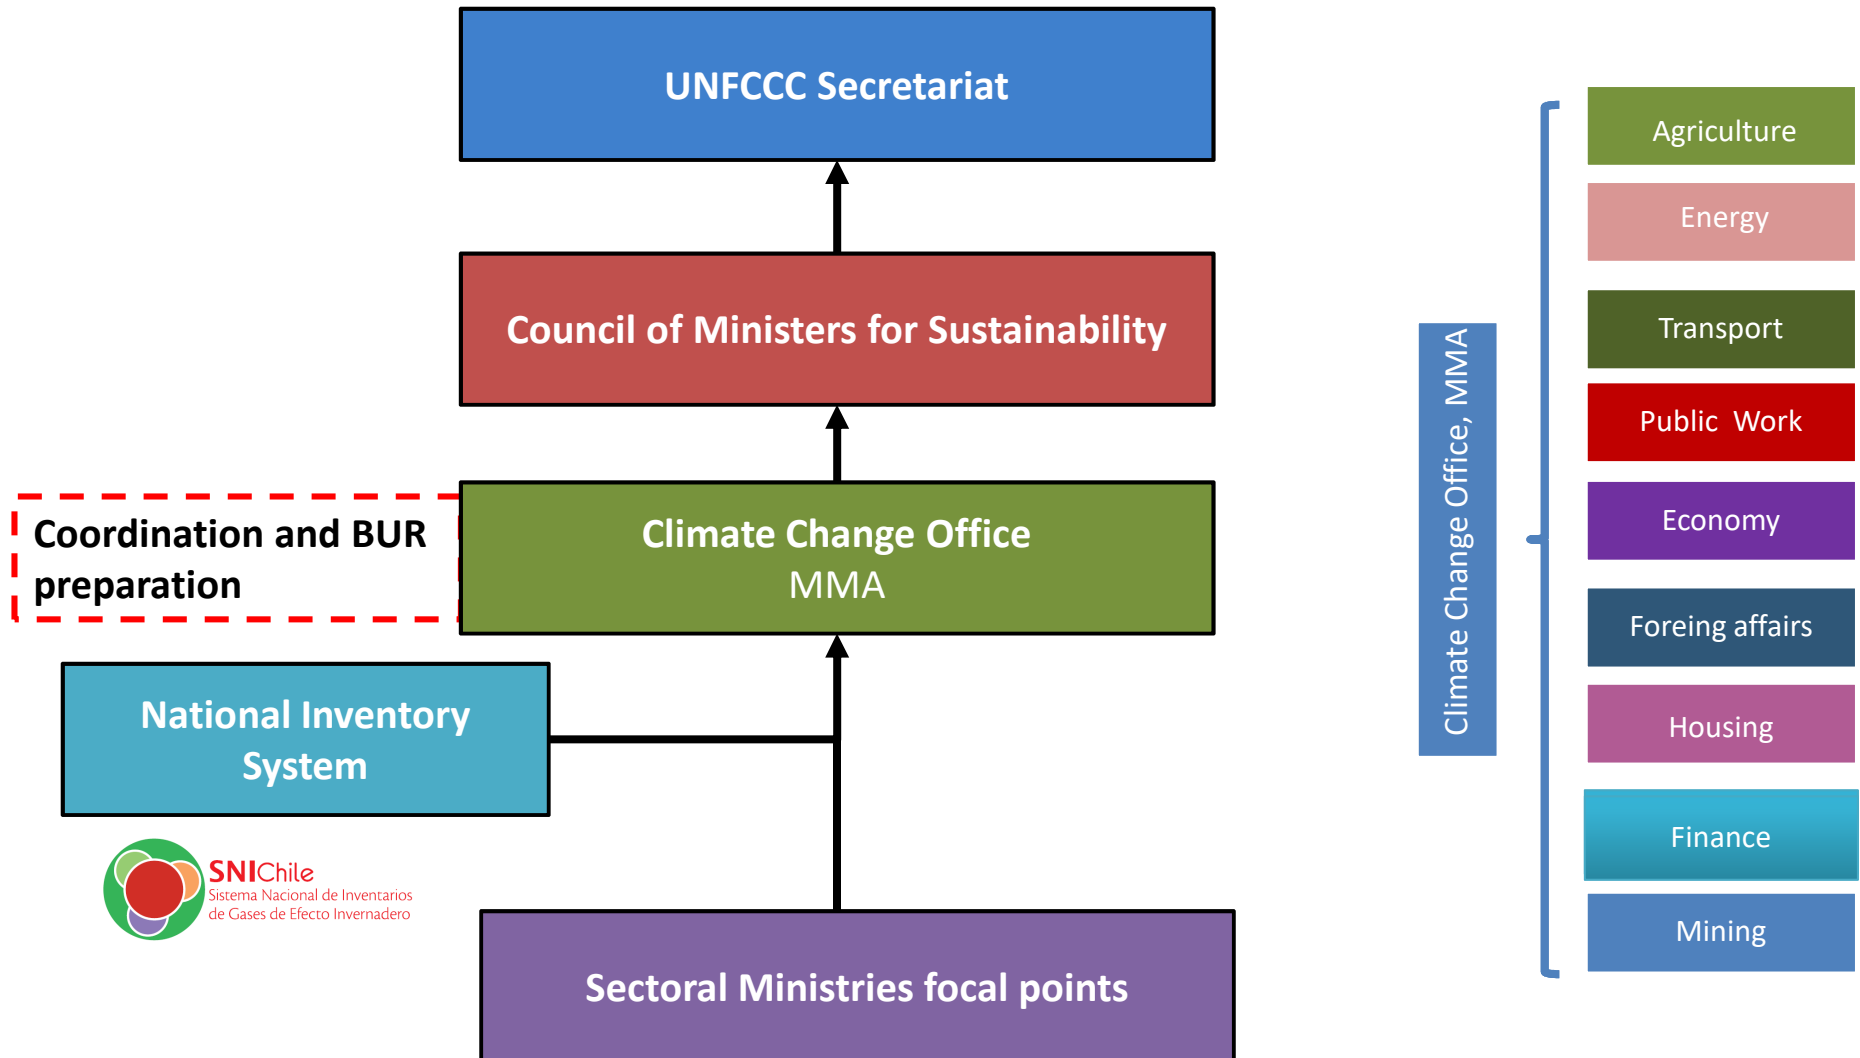 UNFCCC Secretariat
Council of Ministers for Sustainability
Coordination and BUR
preparation
Climate Change Office
MMA
National Inventory
System
SNIChile
Sistema Nacional de Inventarios
de Gases de Efecto Invernadero
Sectoral Ministries focal points
Climate Change Office, MMA
Agriculture
Energy
Transport
Public  Work
Economy
Foreing affairs
Housing
Finance
Mining